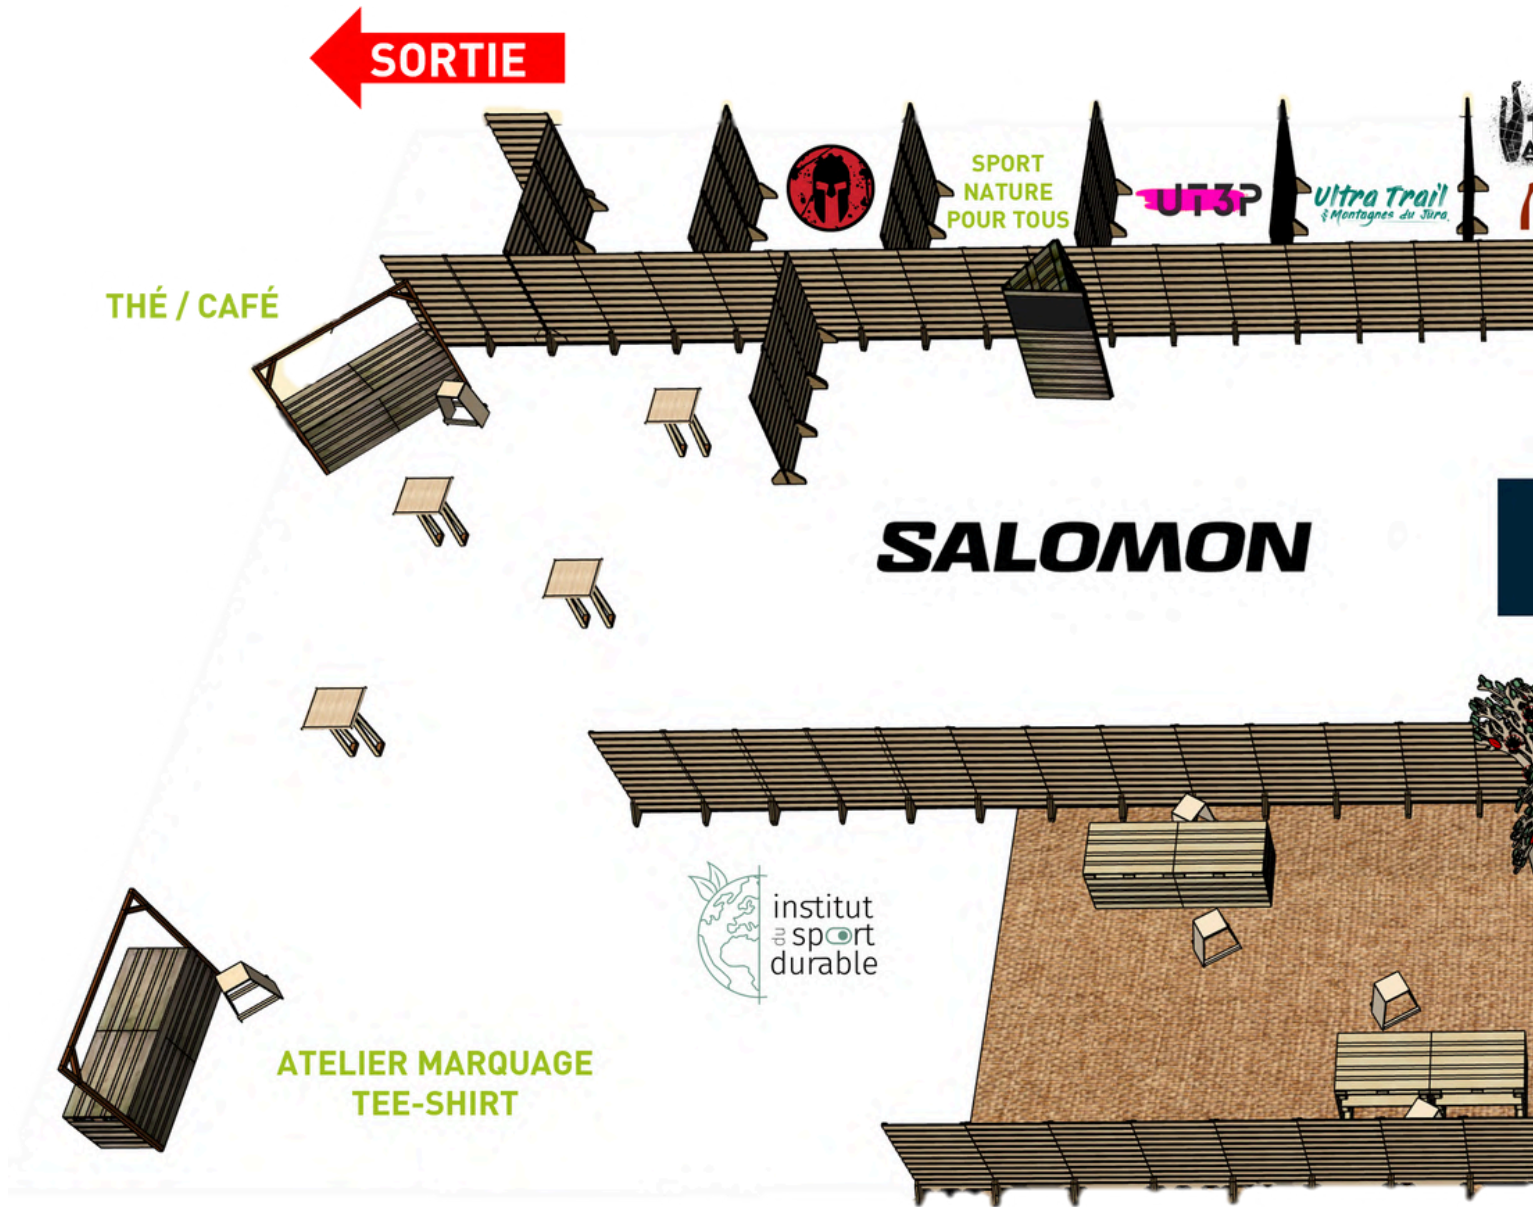 SORTIE
SPORT
NATURE
POUR TOUS
UT3P
Ultra Trail
& Montagnes du Jura
THÉ / CAFÉ
SALOMON
institut
du sport
durable
ATELIER MARQUAGE
TEE-SHIRT